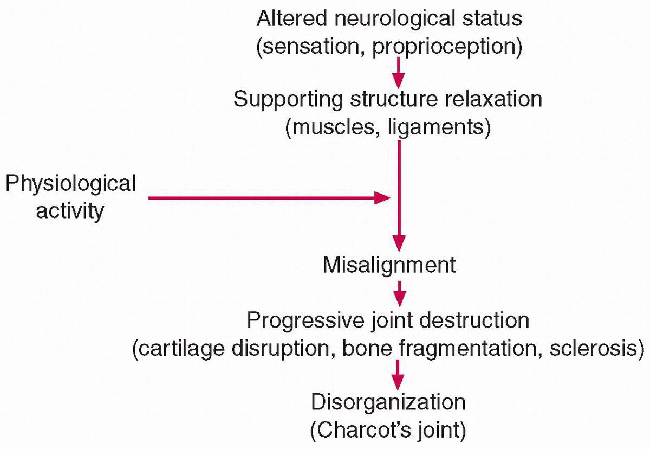 Altered neurological status
(sensation, proprioception)
Supporting structure relaxation
(muscles, ligaments)
Physiological
activity
Misalignment
Progressive joint destruction
(cartilage disruption, bone fragmentation, sclerosis)
Disorganization
(Charcot's joint)